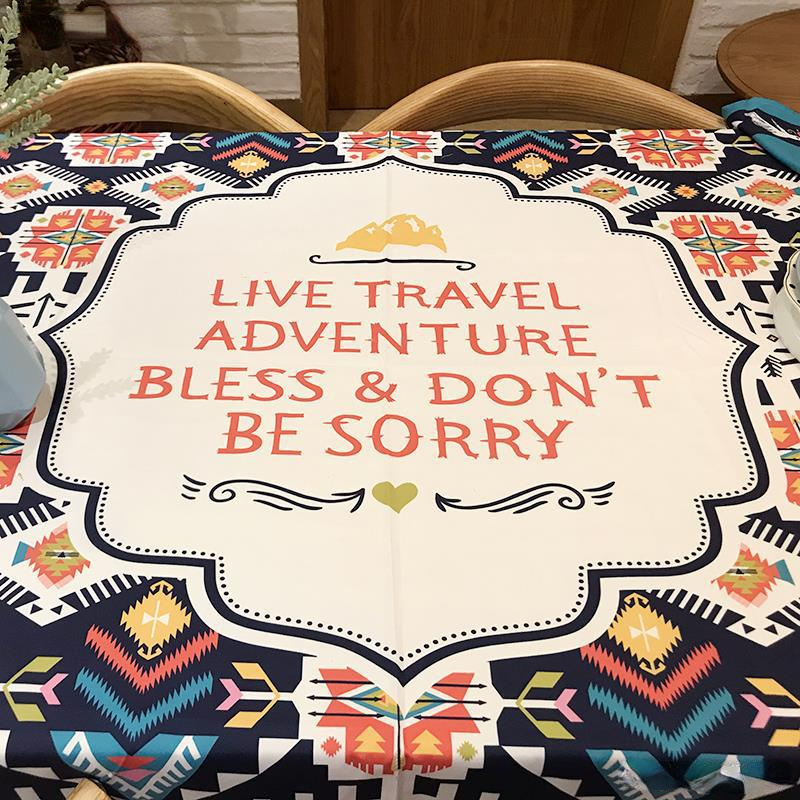 LIVE TRAVEL
ADVENTURE
BLESS & DON'T
BE SORRY